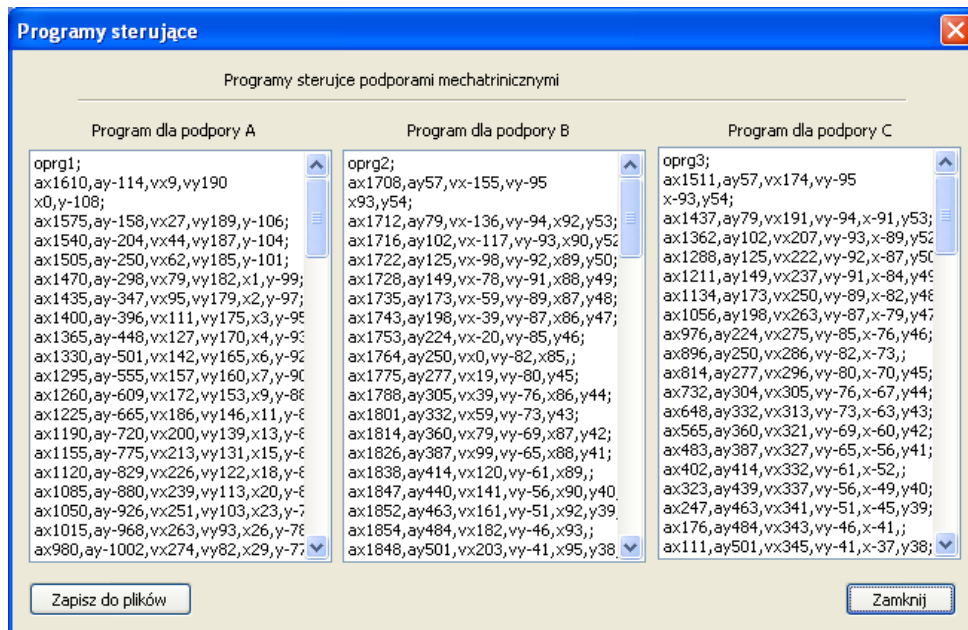 Programy sterujące
Programy sterujce podporami mechatrinicznymi
Program dla podpory A
oprg1;
ax1610,ay-114,vx9,vy190
x0,y-108;
ax1575,ay-158,vx27,vy189,y-106;
ax1540,ay-204,vx44,vy187,y-104;
ax1505,ay-250,vx62,vy185,y-101;
ax1470,ay-298,vx79,vy182,x1,y-99;
ax1435,ay-347,vx95,vy179,x2,y-97;
ax1400,ay-396,vx111,vy175,x3,y-95
ax1365,ay-448,vx127,vy170,x4,y-93
ax1330,ay-501,vx142,vy165,x6,y-92
ax1295,ay-555,vx157,vy160,x7,y-90
ax1260,ay-609,vx172,vy153,x9,y-88
ax1225,ay-665,vx186,vy146,x11,y-8
ax1190,ay-720,vx200,vy139,x13,y-8
ax1155,ay-775,vx213,vy131,x15,y-8
ax1120,ay-829,vx226,vy122,x18,y-8
ax1085,ay-880,vx239,vy113,x20,y-8
ax1050,ay-926,vx251,vy103,x23,y-7
ax1015,ay-968,vx263,vy93,x26,y-78
ax980,ay-1002,vx274,vy82,x29,y-77
Program dla podpory B
oprg2;
ax1708,ay57,vx-155,vy-95
x93,y54;
ax1712,ay79,vx-136,vy-94,x92,y53;
ax1716,ay102,vx-117,vy-93,x90,y52
ax1722,ay125,vx-98,vy-92,x89,y50;
ax1728,ay149,vx-78,vy-91,x88,y49;
ax1735,ay173,vx-59,vy-89,x87,y48;
ax1743,ay198,vx-39,vy-87,x86,y47;
ax1753,ay224,vx-20,vy-85,y46;
ax1764,ay250,vx0,vy-82,x85,;
ax1775,ay277,vx19,vy-80,y45;
ax1788,ay305,vx39,vy-76,x86,y44;
ax1801,ay332,vx59,vy-73,y43;
ax1814,ay360,vx79,vy-69,x87,y42;
ax1826,ay387,vx99,vy-65,x88,y41;
ax1838,ay414,vx120,vy-61,x89,;
ax1847,ay440,vx141,vy-56,x90,y40
ax1852,ay463,vx161,vy-51,x92,y39
ax1854,ay484,vx182,vy-46,x93,;
ax1848,ay501,vx203,vy-41,x95,y38
Program dla podpory C
oprg3;
ax1511,ay57,vx174,vy-95
x-93,y54;
ax1437,ay79,vx191,vy-94,x-91,y53;
ax1362,ay102,vx207,vy-93,x-89,y52
ax1288,ay125,vx222,vy-92,x-87,y50
ax1211,ay149,vx237,vy-91,x-84,y49
ax1134,ay173,vx250,vy-89,x-82,y48
ax1056,ay198,vx263,vy-87,x-79,y47
ax976,ay224,vx275,vy-85,x-76,y46;
ax896,ay250,vx286,vy-82,x-73,;
ax814,ay277,vx296,vy-80,x-70,y45;
ax732,ay304,vx305,vy-76,x-67,y44;
ax648,ay332,vx313,vy-73,x-63,y43;
ax565,ay360,vx321,vy-69,x-60,y42;
ax483,ay387,vx327,vy-65,x-56,y41;
ax402,ay414,vx332,vy-61,x-52,;
ax323,ay439,vx337,vy-56,x-49,y40;
ax247,ay463,vx341,vy-51,x-45,y39;
ax176,ay484,vx343,vy-46,x-41,;
ax111,ay501,vx345,vy-41,x-37,y38;
Zapisz do plików
Zamknij